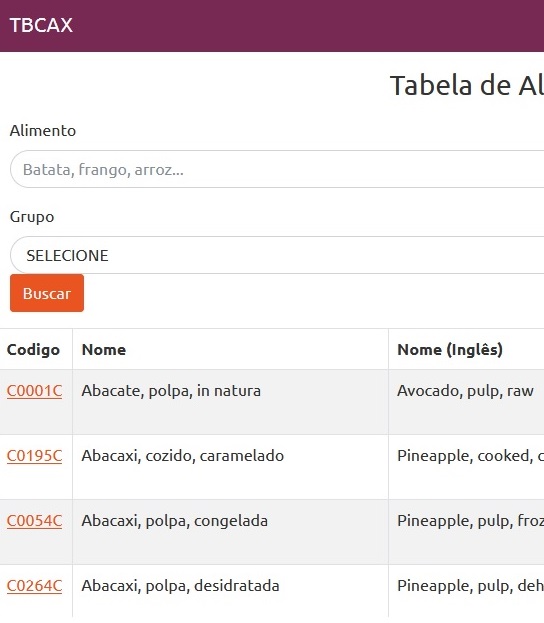 TBCAX
Tabela de Al
Alimento
Batata, frango, arroz...
Grupo
SELECIONE
Buscar
Codigo Nome Nome (Inglês)
C0001C Abacate, polpa, in natura Avocado, pulp, raw
C0195C Abacaxi, cozido, caramelado Pineapple, cooked, c
C0054C Abacaxi, polpa, congelada Pineapple, pulp, froz
C0264C Abacaxi, polpa, desidratada Pineapple, pulp, deh